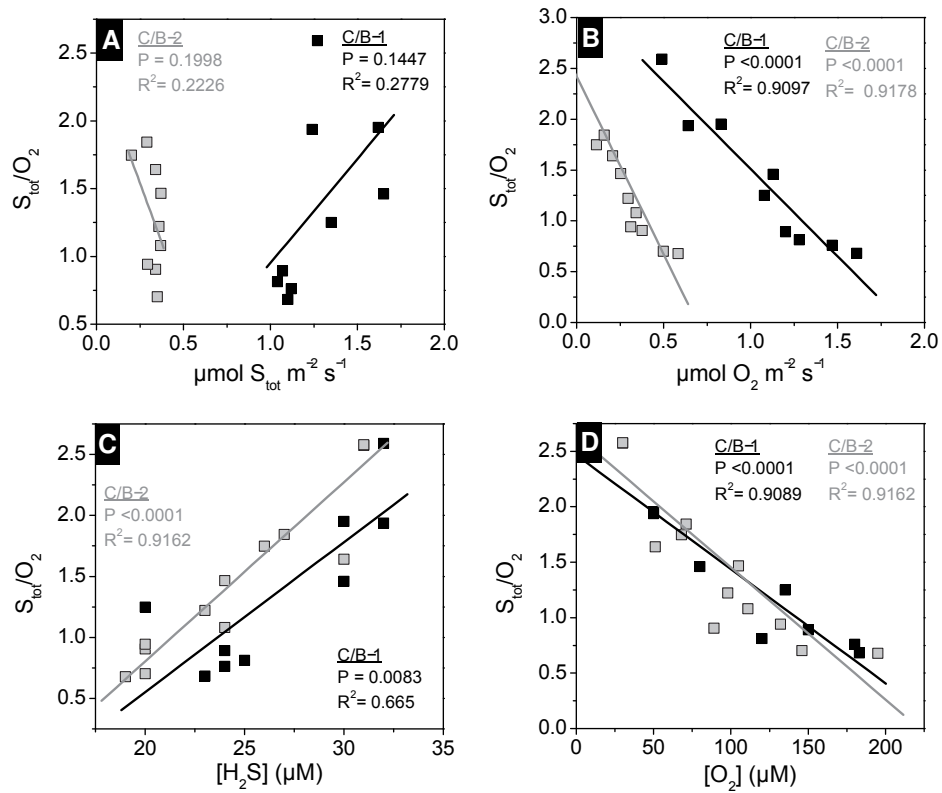 A
C/B−2
P = 0.1998
R²= 0.2226
C/B−1
P = 0.1447
R²= 0.2779
2.5
2.0
1.5
1.0
0.5
S_tot/O₂
0.0 0.5 1.0 1.5 2.0
μmol S_tot m⁻² s⁻¹
B
C/B−1
P <0.0001
R²= 0.9097
C/B−2
P <0.0001
R²= 0.9178
3.0
2.5
2.0
1.5
1.0
0.5
0.0
S_tot/O₂
0.0 0.5 1.0 1.5 2.0
μmol O₂ m⁻² s⁻¹
C
C/B−2
P <0.0001
R²= 0.9162
C/B−1
P = 0.0083
R²= 0.665
2.5
2.0
1.5
1.0
0.5
S_tot/O₂
20 25 30 35
[H₂S] (μM)
D
C/B−1
P <0.0001
R²= 0.9089
C/B−2
P <0.0001
R²= 0.9162
2.5
2.0
1.5
1.0
0.5
0.0
S_tot/O₂
0 50 100 150 200
[O₂] (μM)